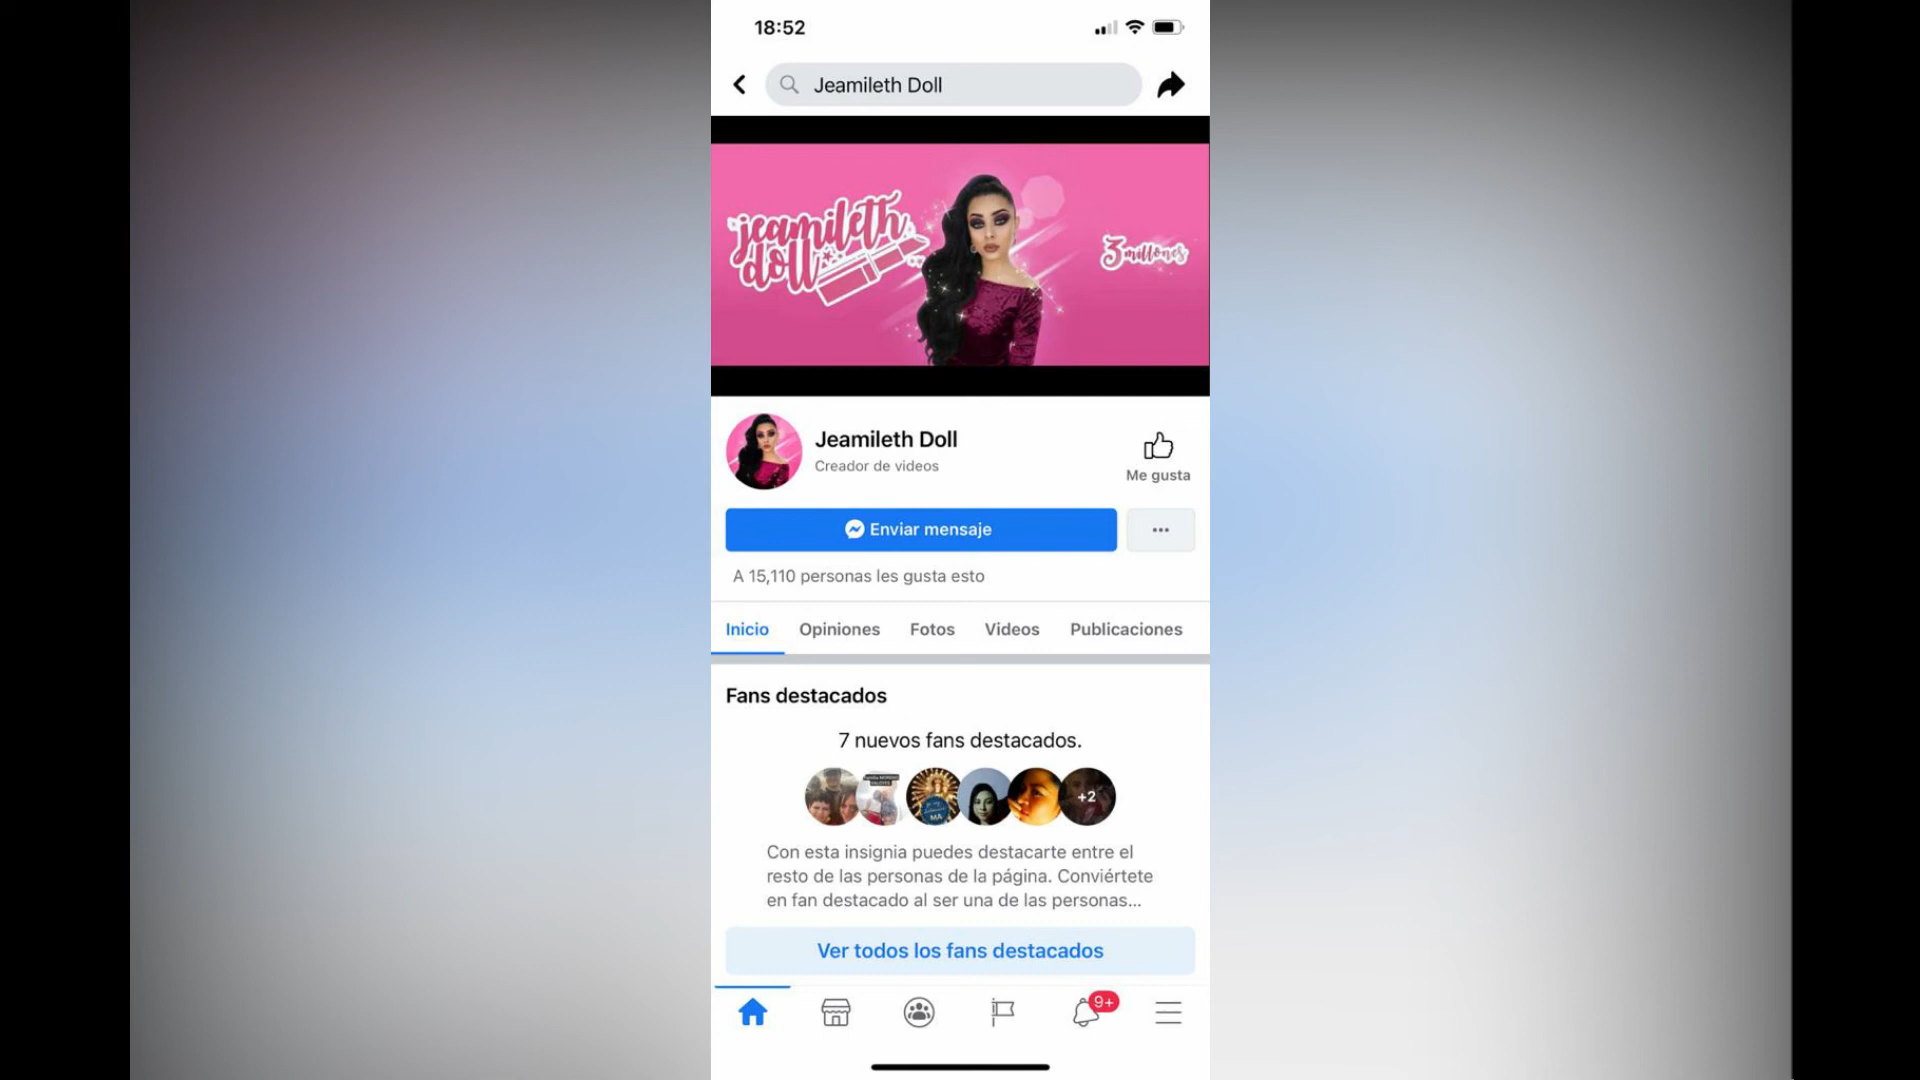 18:52
Jeamileth Doll
jeamileth
doll
3 millones
Jeamileth Doll
Creador de videos
Me gusta
Enviar mensaje
A 15,110 personas les gusta esto
Inicio Opiniones Fotos Videos Publicaciones
Fans destacados
7 nuevos fans destacados.
MA
+2
Con esta insignia puedes destacarte entre el
resto de las personas de la página. Conviértete
en fan destacado al ser una de las personas...
Ver todos los fans destacados
9+